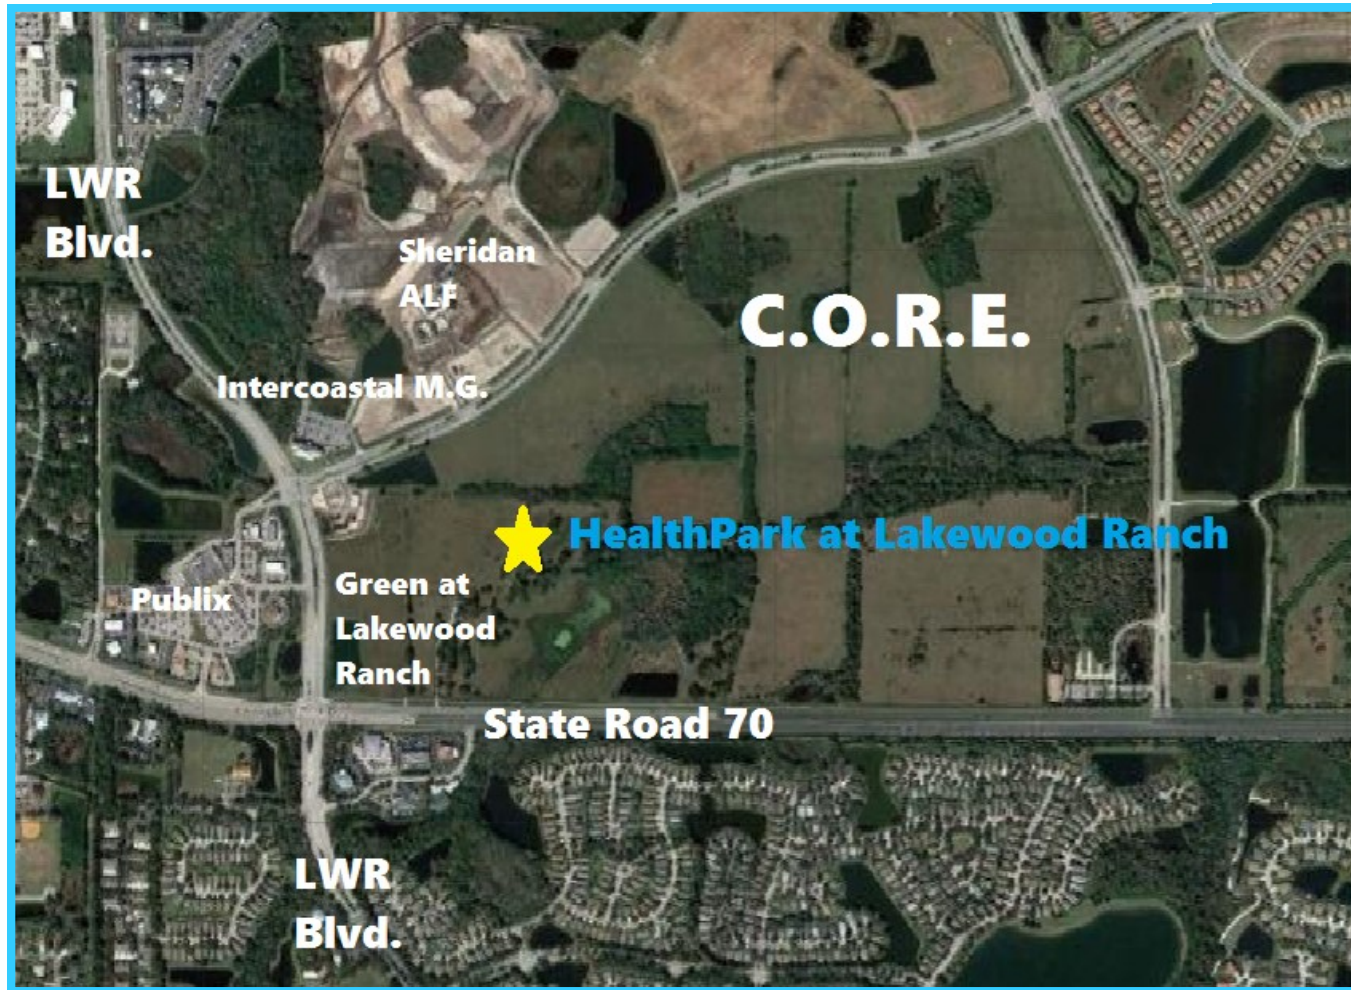 LWR
Blvd.
Sheridan
ALF
C.O.R.E.
Intercoastal M.G.
HealthPark at Lakewood Ranch
Publix
Green at
Lakewood
Ranch
State Road 70
LWR
Blvd.